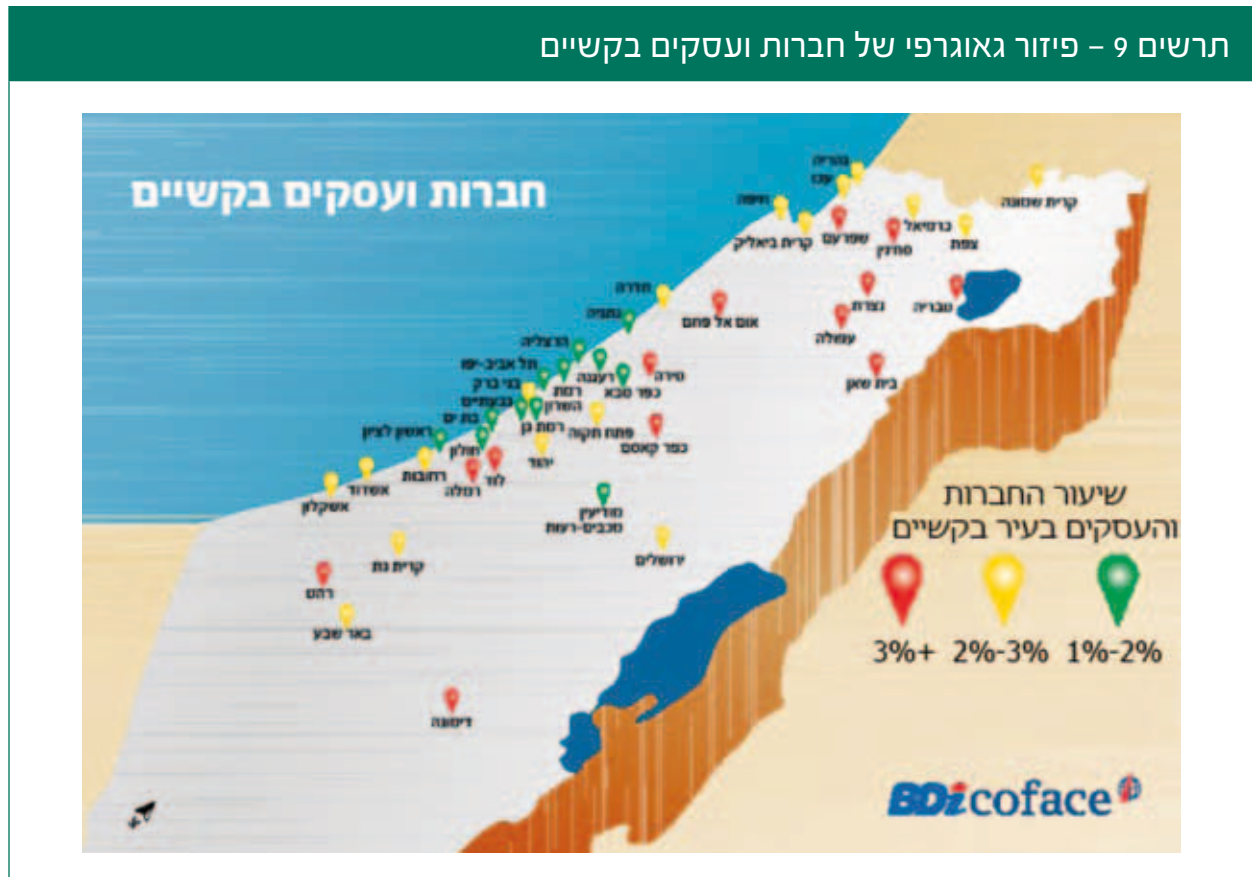 תרשים 9 – פיזור גאוגרפי של חברות ועסקים בקשיים
חברות ועסקים בקשיים
נהריה
עכו
חיפה
קרית ביאליק
שפרעם
סחנין
כרמיאל
צפת
קרית שמונה
חדרה
נתניה
אום אל פחם
נצרת
טבריה
עפולה
בית שאן
הרצליה
תל אביב-יפו
בני ברק
גבעתיים
בת ים
ראשון לציון
רעננה
כפר סבא
טירה
רמת
השרון
רמת גן
פתח תקוה
כפר קאסם
יהוד
חולון
לוד
רמלה
רחובות
אשדוד
אשקלון
מודיעין
מכבים-רעות
ירושלים
קרית גת
רהט
באר שבע
דימונה
שיעור החברות
והעסקים בעיר בקשיים
3%+ 2%-3% 1%-2%
BDi coface